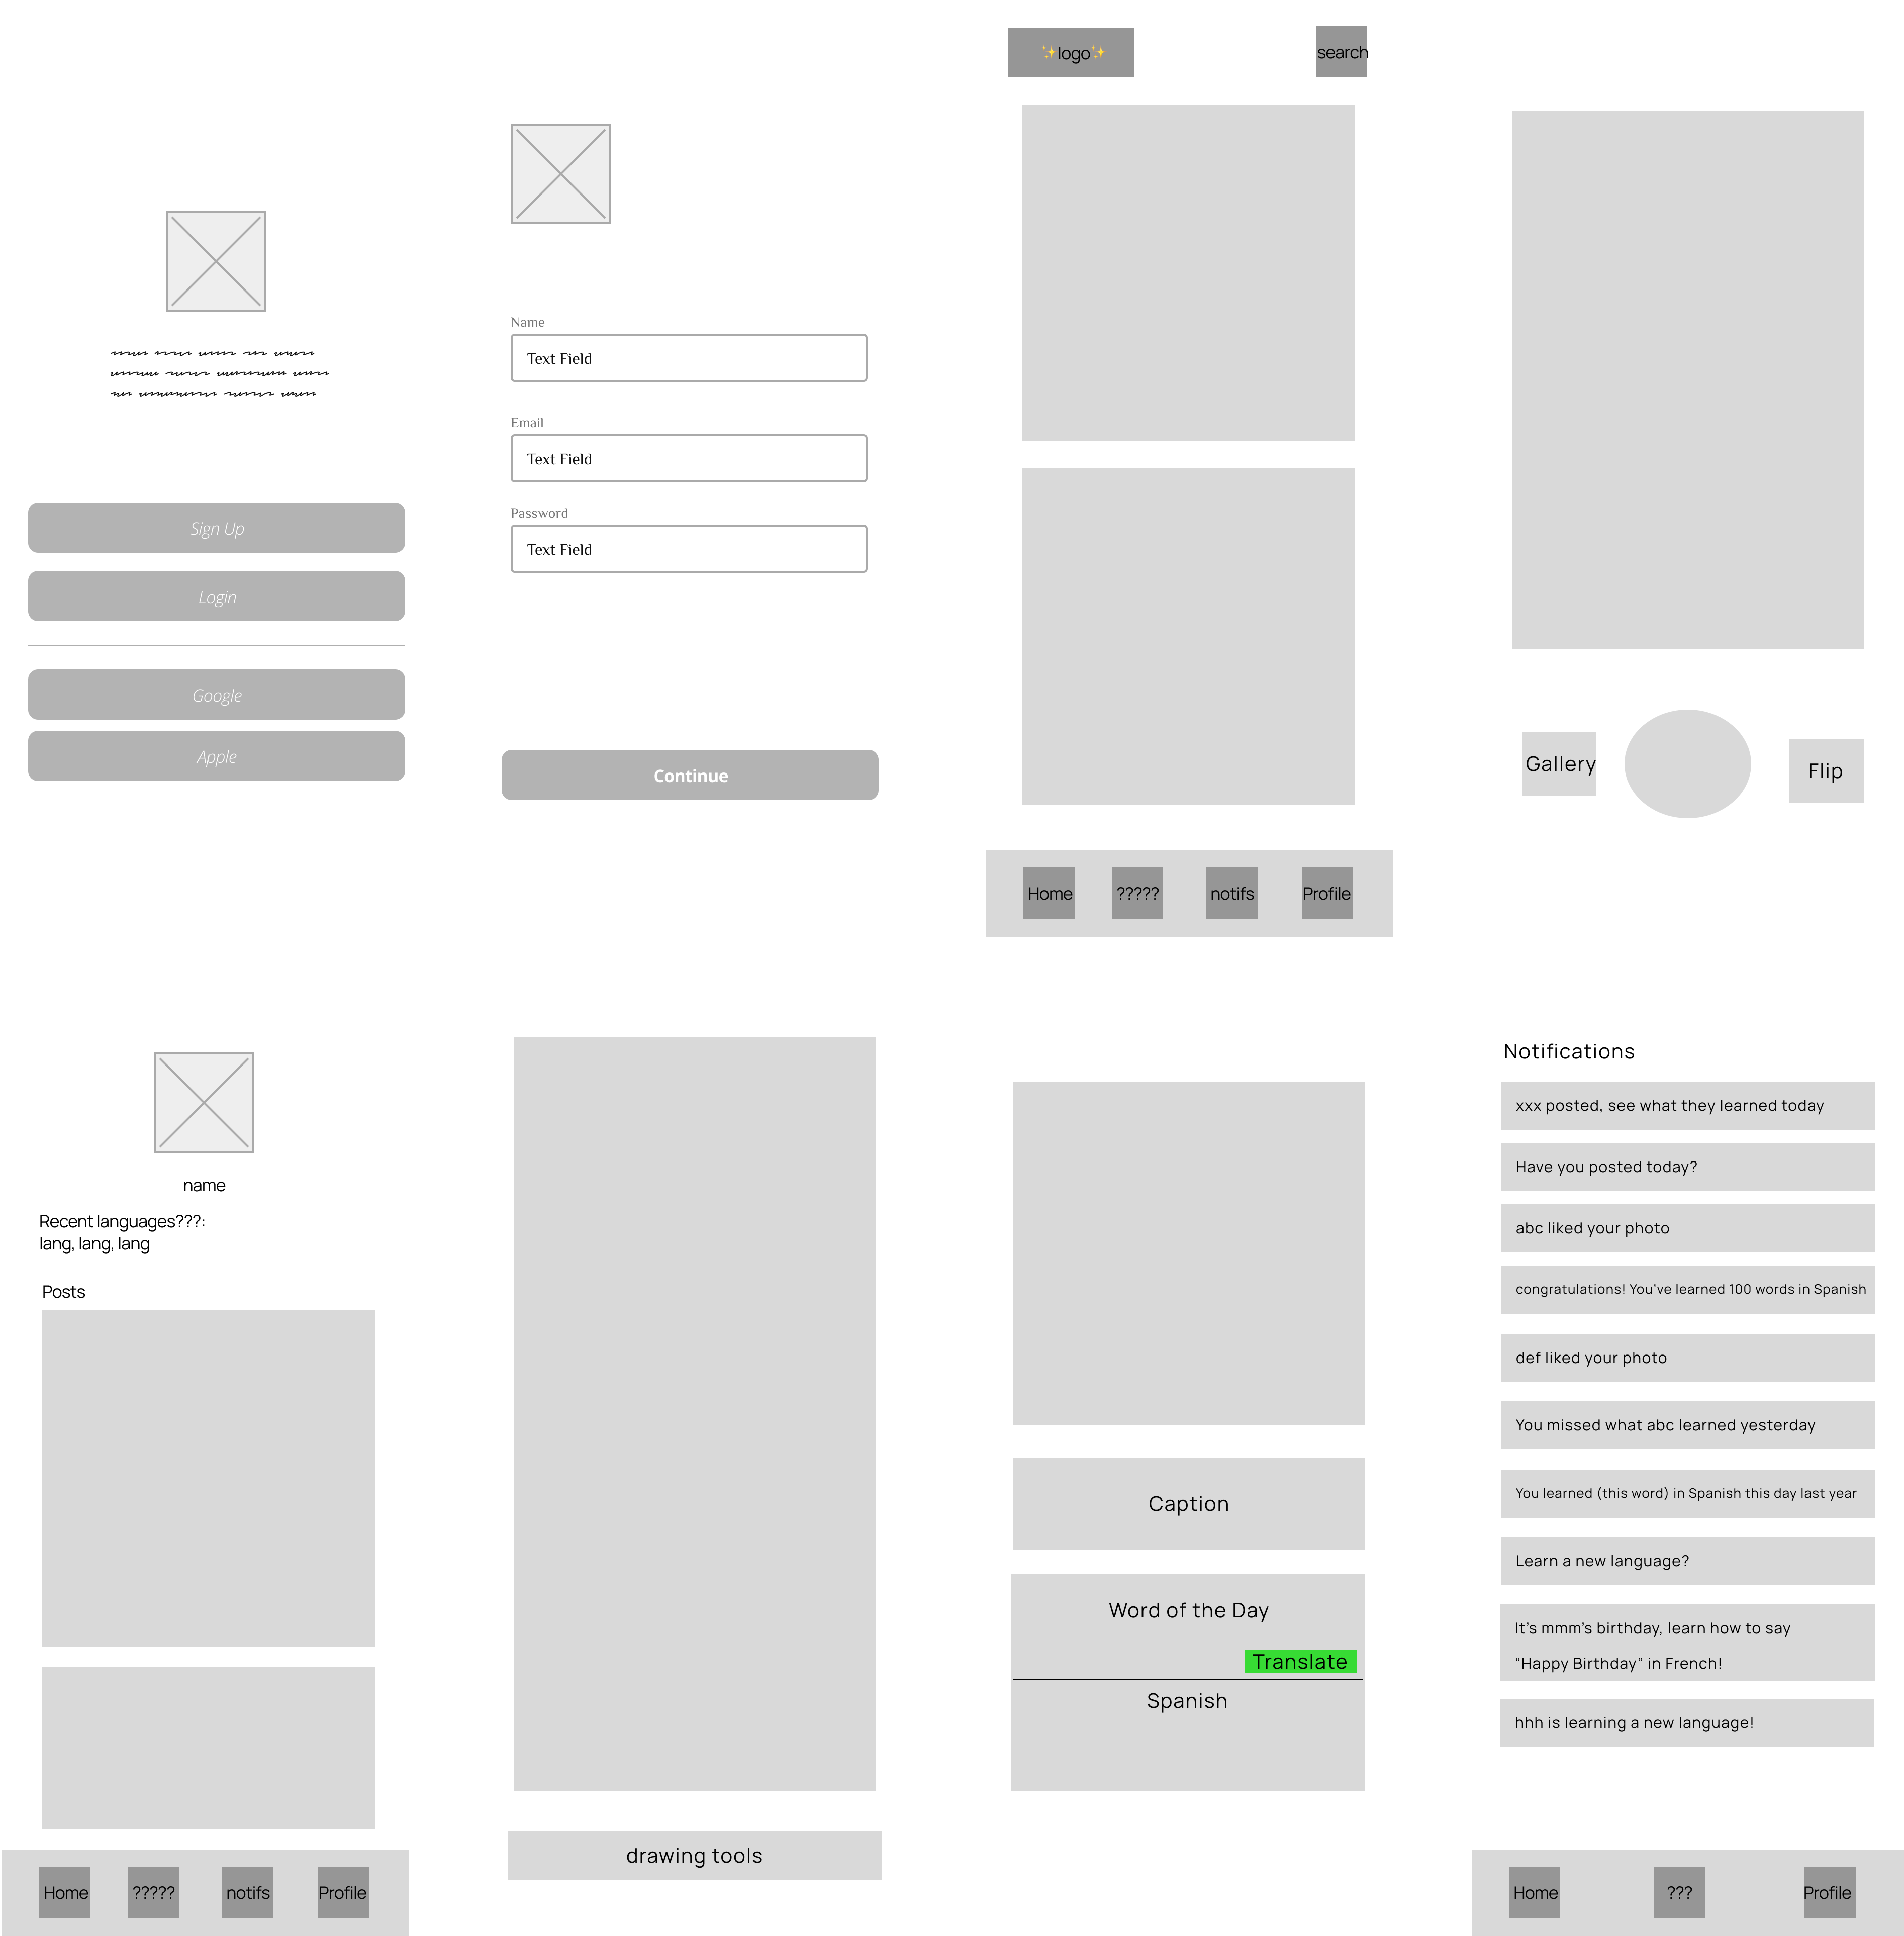 Sign Up
Login
Google
Apple
Name
Text Field
Email
Text Field
Password
Text Field
Continue
✨logo✨
search
Home
?????
notifs
Profile
Gallery
Flip
name
Recent languages???:
lang, lang, lang
Posts
Home
?????
notifs
Profile
drawing tools
Caption
Word of the Day
Translate
Spanish
Notifications
xxx posted, see what they learned today
Have you posted today?
abc liked your photo
congratulations! You've learned 100 words in Spanish
def liked your photo
You missed what abc learned yesterday
You learned (this word) in Spanish this day last year
Learn a new language?
It's mmm's birthday, learn how to say
“Happy Birthday” in French!
hhh is learning a new language!
Home
???
Profile